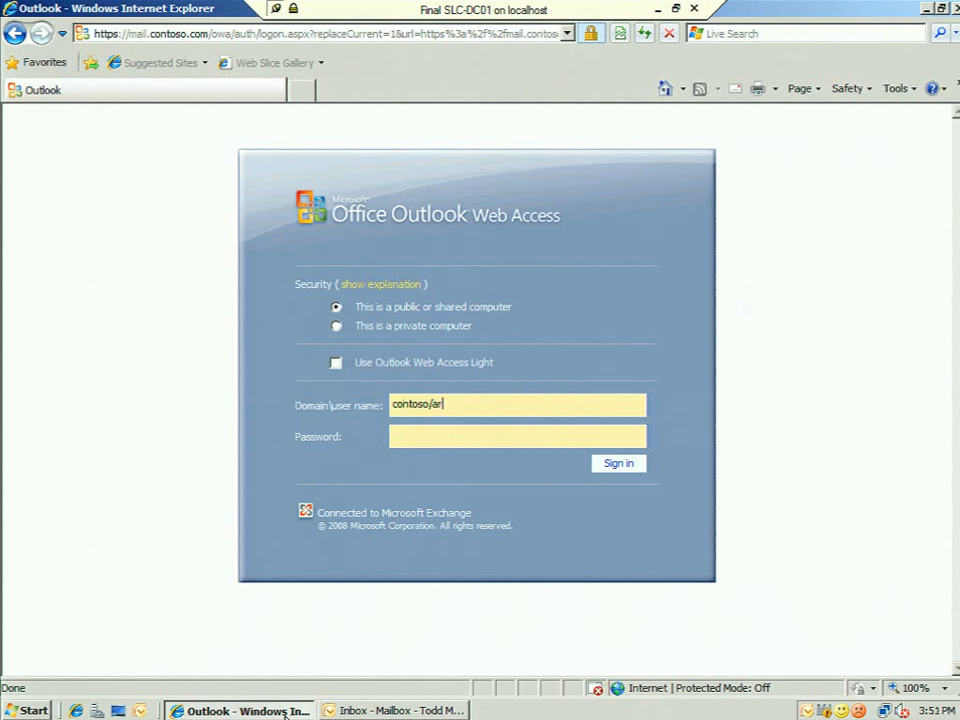 Outlook - Windows Internet Explorer
Final SLC-DC01 on localhost
https://mail.contoso.com/owa/auth/logon.aspx?replaceCurrent=1&url=https%3a%2f%2fmail.contos
Live Search
Favorites
Suggested Sites
Web Slice Gallery
Outlook
Page
Safety
Tools
Microsoft
Office Outlook Web Access
Security ( show explanation )
This is a public or shared computer
This is a private computer
Use Outlook Web Access Light
Domain\user name: contoso/ar
Password:
Sign in
Connected to Microsoft Exchange
© 2008 Microsoft Corporation. All rights reserved.
Done
Internet | Protected Mode: Off
100%
Start
Outlook - Windows In...
Inbox - Mailbox - Todd M...
3:51 PM